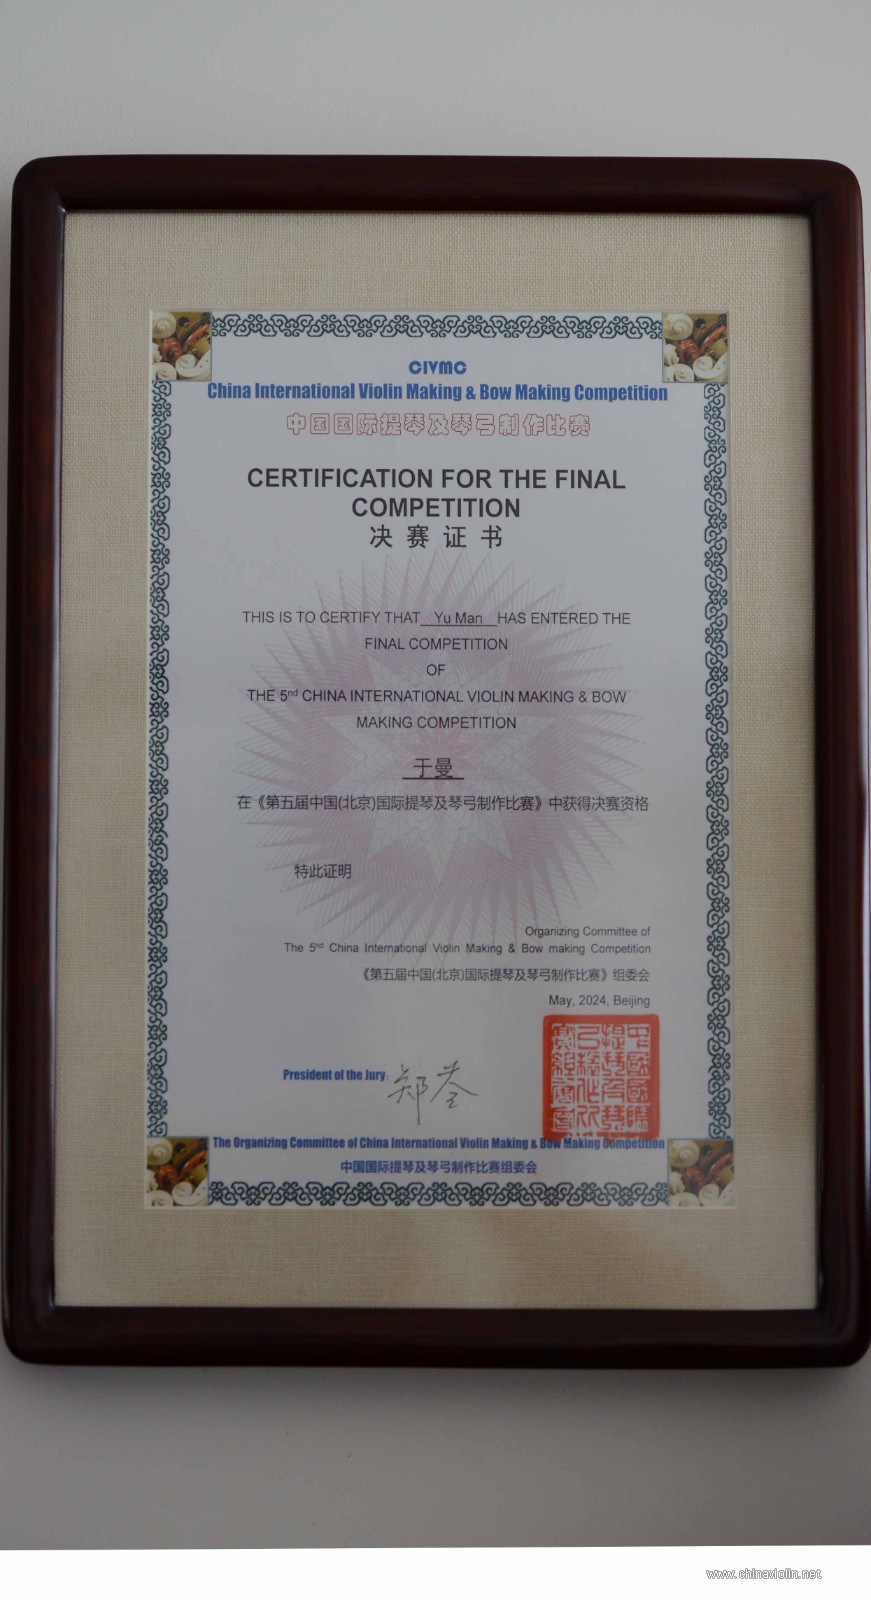 CIVMC
China International Violin Making & Bow Making Competition
中国国际提琴及琴弓制作比赛
CERTIFICATION FOR THE FINAL
COMPETITION
决 赛 证 书
THIS IS TO CERTIFY THAT Yu Man HAS ENTERED THE
FINAL COMPETITION
OF
THE 5nd CHINA INTERNATIONAL VIOLIN MAKING & BOW
MAKING COMPETITION
于曼
在《第五届中国(北京)国际提琴及琴弓制作比赛》中获得决赛资格
特此证明
Organizing Committee of
The 5nd China International Violin Making & Bow making Competition
《第五届中国(北京)国际提琴及琴弓制作比赛》组委会
May, 2024, Beijing
President of the Jury:
The Organizing Committee of China International Violin Making & Bow Making Competition
中国国际提琴及琴弓制作比赛组委会
www.chinaviolin.net